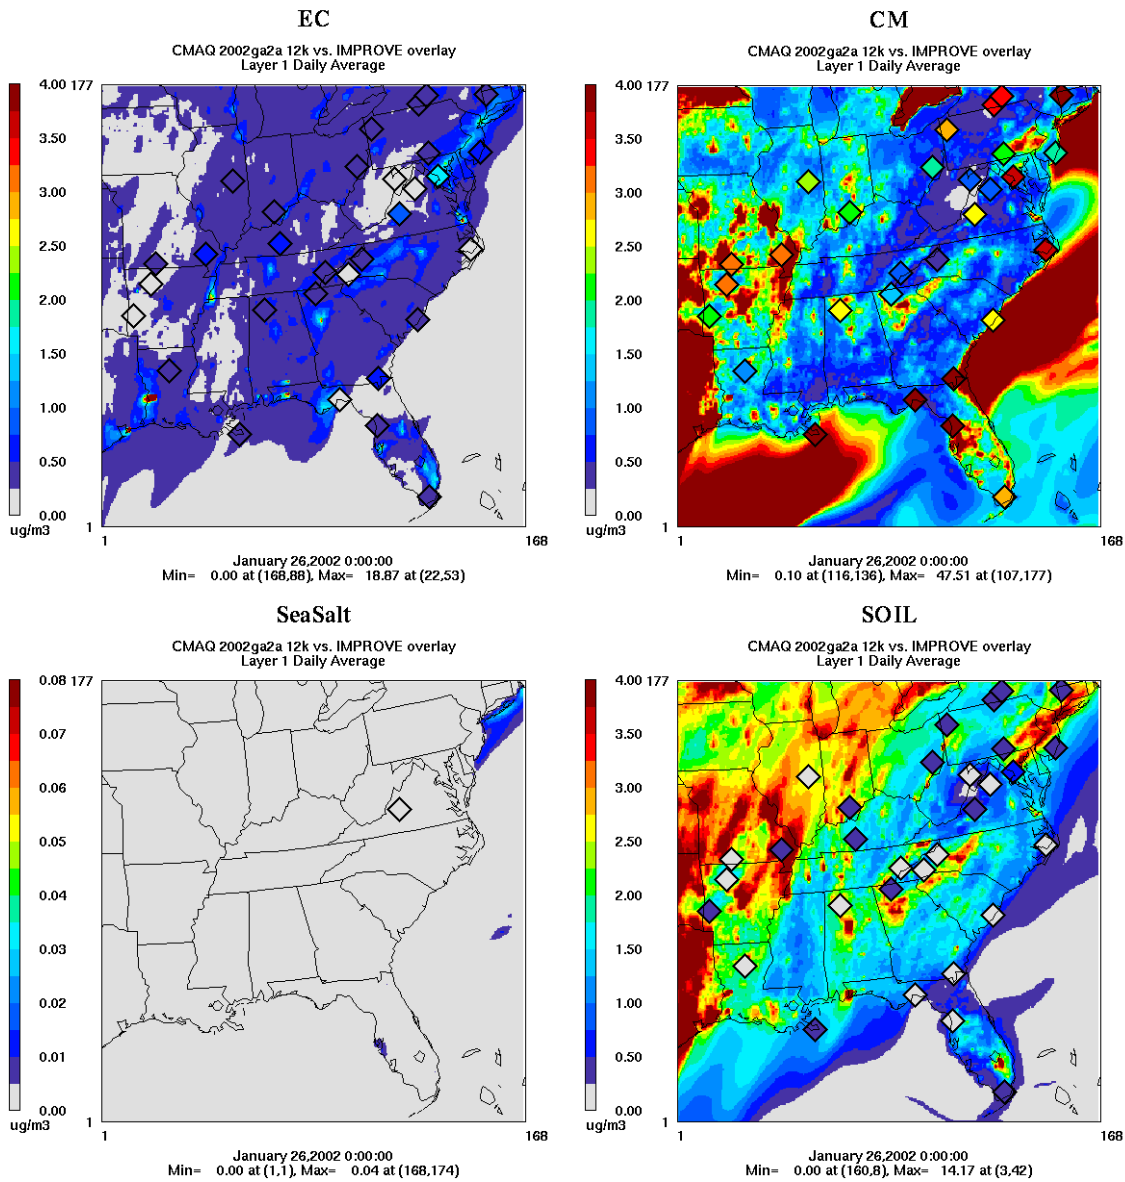 EC
CMAQ 2002ga2a 12k vs. IMPROVE overlay
Layer 1 Daily Average
4.00 177
3.50
3.00
2.50
2.00
1.50
1.00
0.50
0.00
ug/m3
1
1 168
January 26,2002 0:00:00
Min= 0.00 at (168,88), Max= 18.87 at (22,53)
CM
CMAQ 2002ga2a 12k vs. IMPROVE overlay
Layer 1 Daily Average
4.00 177
3.50
3.00
2.50
2.00
1.50
1.00
0.50
0.00
ug/m3
1
1 168
January 26,2002 0:00:00
Min= 0.10 at (116,136), Max= 47.51 at (107,177)
SeaSalt
CMAQ 2002ga2a 12k vs. IMPROVE overlay
Layer 1 Daily Average
0.08 177
0.07
0.06
0.05
0.04
0.03
0.02
0.01
0.00
ug/m3
1
1 168
January 26,2002 0:00:00
Min= 0.00 at (1,1), Max= 0.04 at (168,174)
SOIL
CMAQ 2002ga2a 12k vs. IMPROVE overlay
Layer 1 Daily Average
4.00 177
3.50
3.00
2.50
2.00
1.50
1.00
0.50
0.00
ug/m3
1
1 168
January 26,2002 0:00:00
Min= 0.00 at (160,8), Max= 14.17 at (3,42)